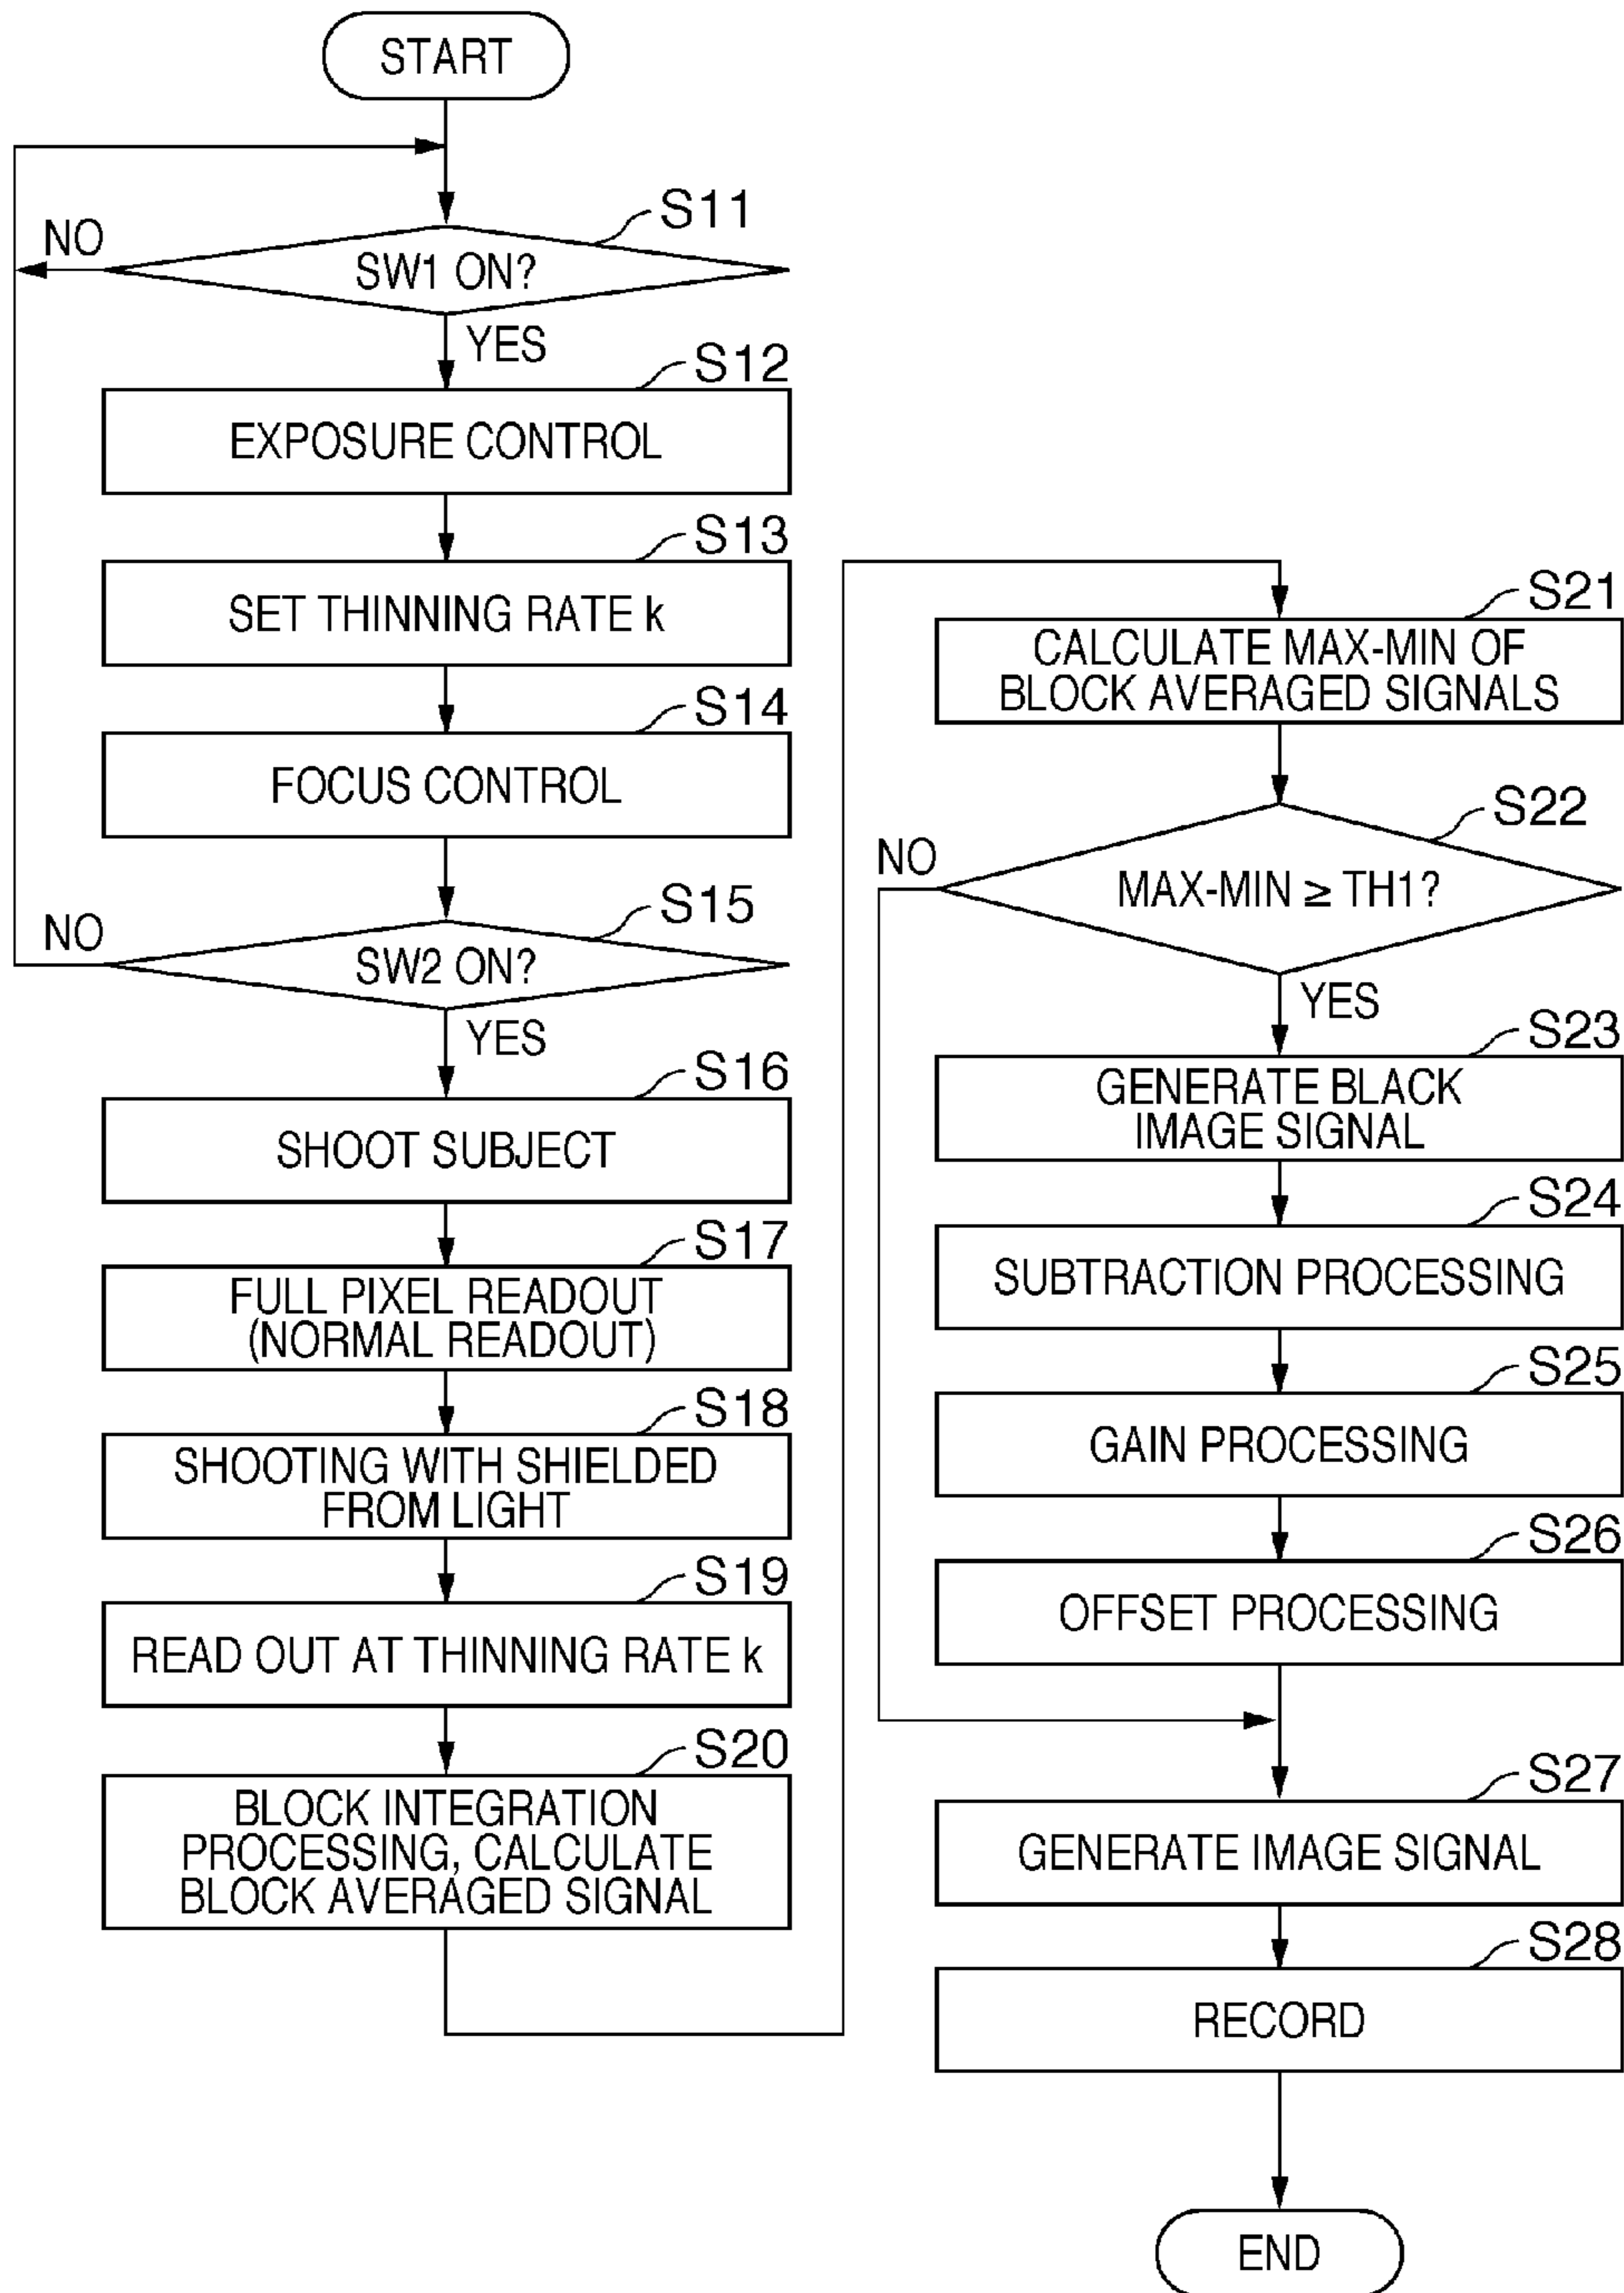 START
S11
NO
SW1 ON?
YES
S12
EXPOSURE CONTROL
S13
SET THINNING RATE k
S14
FOCUS CONTROL
S15
NO
SW2 ON?
YES
S16
SHOOT SUBJECT
S17
FULL PIXEL READOUT
(NORMAL READOUT)
S18
SHOOTING WITH SHIELDED
FROM LIGHT
S19
READ OUT AT THINNING RATE k
S20
BLOCK INTEGRATION
PROCESSING, CALCULATE
BLOCK AVERAGED SIGNAL
S21
CALCULATE MAX-MIN OF
BLOCK AVERAGED SIGNALS
S22
NO
MAX-MIN ≥ TH1?
YES
S23
GENERATE BLACK
IMAGE SIGNAL
S24
SUBTRACTION PROCESSING
S25
GAIN PROCESSING
S26
OFFSET PROCESSING
S27
GENERATE IMAGE SIGNAL
S28
RECORD
END